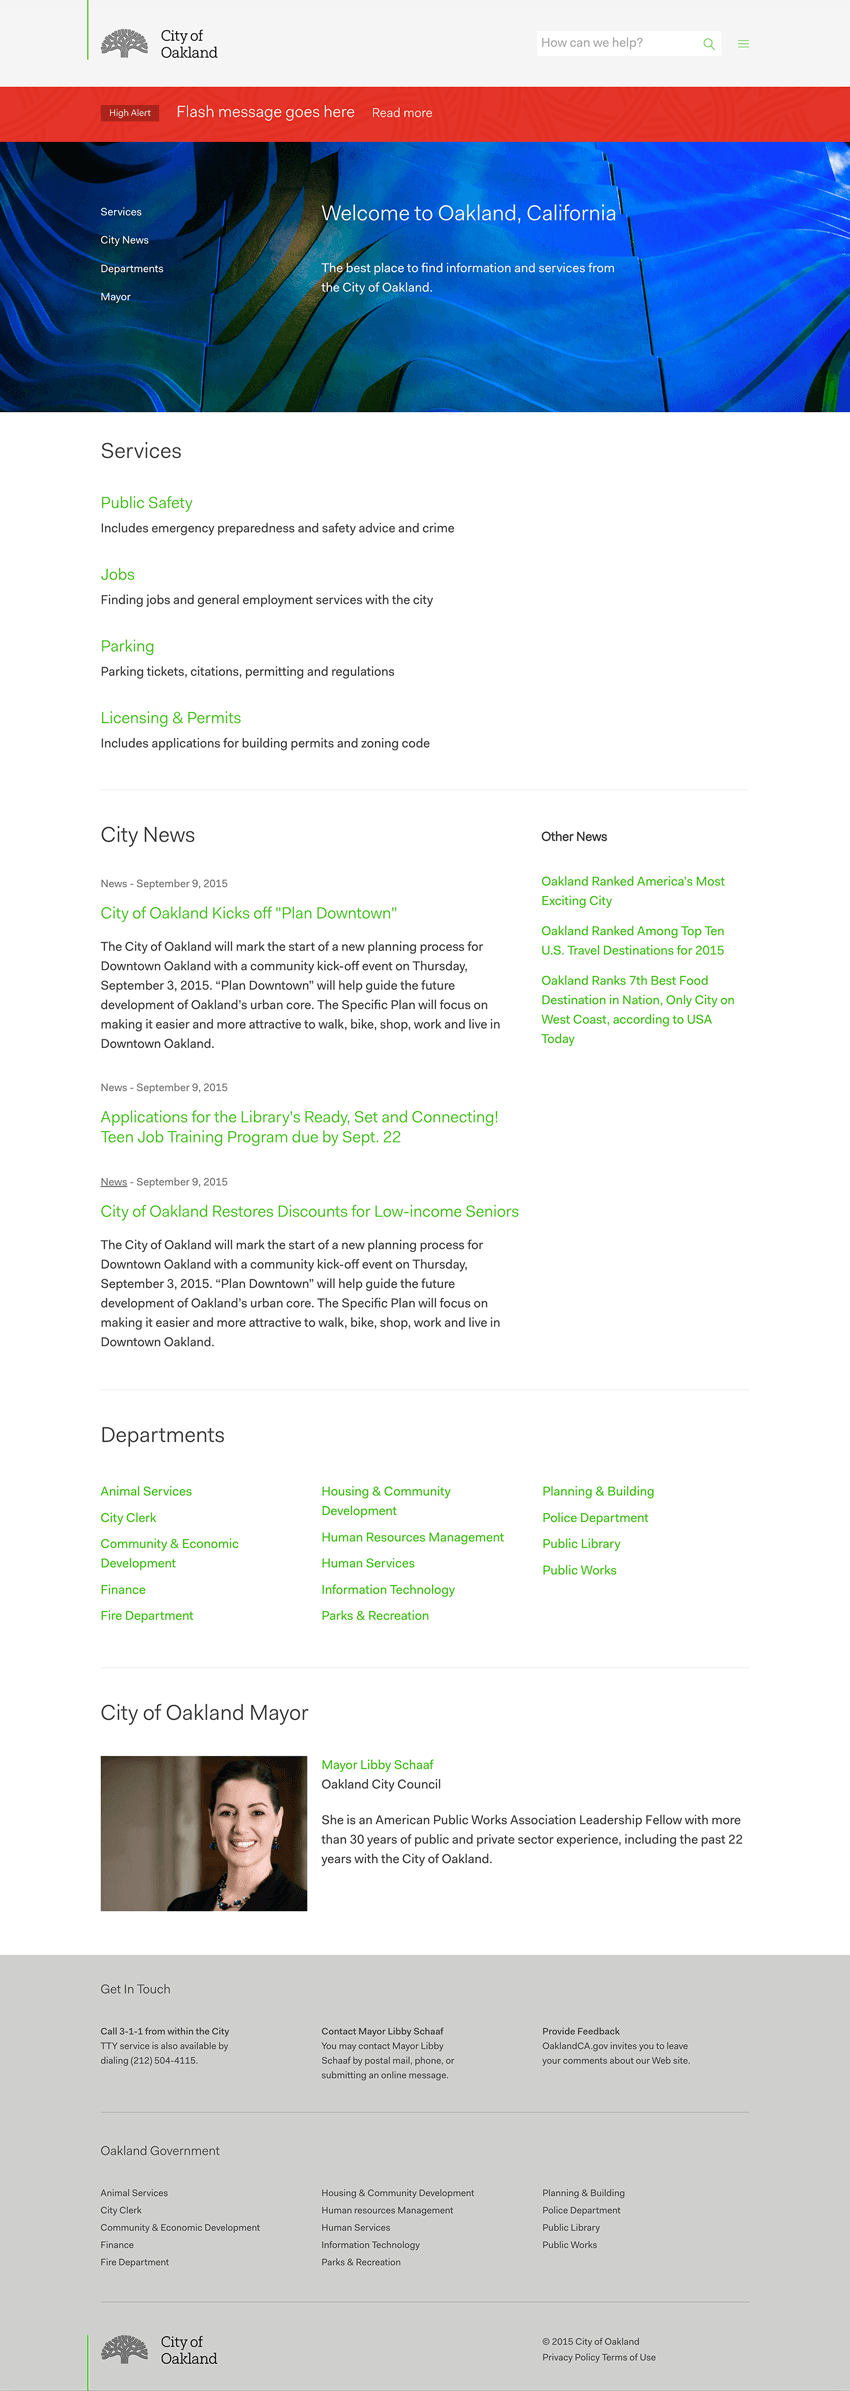 City of
Oakland
How can we help?
High Alert
Flash message goes here
Read more
Services
City News
Departments
Mayor
Welcome to Oakland, California
The best place to find information and services from
the City of Oakland.
Services
Public Safety
Includes emergency preparedness and safety advice and crime
Jobs
Finding jobs and general employment services with the city
Parking
Parking tickets, citations, permitting and regulations
Licensing & Permits
Includes applications for building permits and zoning code
City News
News - September 9, 2015
City of Oakland Kicks off "Plan Downtown"
The City of Oakland will mark the start of a new planning process for
Downtown Oakland with a community kick-off event on Thursday,
September 3, 2015. “Plan Downtown” will help guide the future
development of Oakland’s urban core. The Specific Plan will focus on
making it easier and more attractive to walk, bike, shop, work and live in
Downtown Oakland.
News - September 9, 2015
Applications for the Library's Ready, Set and Connecting!
Teen Job Training Program due by Sept. 22
News - September 9, 2015
City of Oakland Restores Discounts for Low-income Seniors
The City of Oakland will mark the start of a new planning process for
Downtown Oakland with a community kick-off event on Thursday,
September 3, 2015. “Plan Downtown” will help guide the future
development of Oakland’s urban core. The Specific Plan will focus on
making it easier and more attractive to walk, bike, shop, work and live in
Downtown Oakland.
Other News
Oakland Ranked America's Most
Exciting City
Oakland Ranked Among Top Ten
U.S. Travel Destinations for 2015
Oakland Ranks 7th Best Food
Destination in Nation, Only City on
West Coast, according to USA
Today
Departments
Animal Services
City Clerk
Community & Economic
Development
Finance
Fire Department
Housing & Community
Development
Human Resources Management
Human Services
Information Technology
Parks & Recreation
Planning & Building
Police Department
Public Library
Public Works
City of Oakland Mayor
Mayor Libby Schaaf
Oakland City Council
She is an American Public Works Association Leadership Fellow with more
than 30 years of public and private sector experience, including the past 22
years with the City of Oakland.
Get In Touch
Call 3-1-1 from within the City
TTY service is also available by
dialing (212) 504-4115.
Contact Mayor Libby Schaaf
You may contact Mayor Libby
Schaaf by postal mail, phone, or
submitting an online message.
Provide Feedback
OaklandCA.gov invites you to leave
your comments about our Web site.
Oakland Government
Animal Services
City Clerk
Community & Economic Development
Finance
Fire Department
Housing & Community Development
Human resources Management
Human Services
Information Technology
Parks & Recreation
Planning & Building
Police Department
Public Library
Public Works
City of
Oakland
© 2015 City of Oakland
Privacy Policy Terms of Use